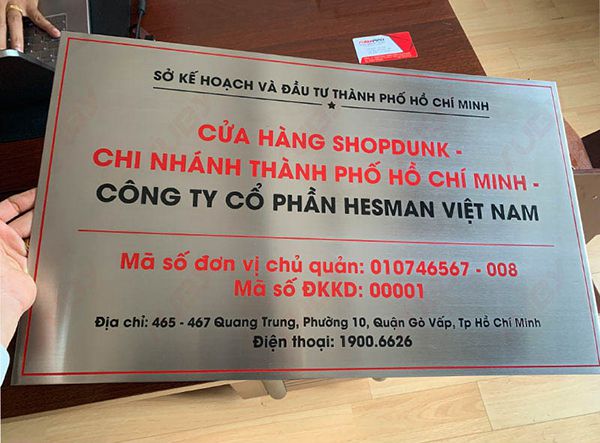 SỞ KẾ HOẠCH VÀ ĐẦU TƯ THÀNH PHỐ HỒ CHÍ MINH
CỬA HÀNG SHOPDUNK -
CHI NHÁNH THÀNH PHỐ HỒ CHÍ MINH -
CÔNG TY CỔ PHẦN HESMAN VIỆT NAM
Mã số đơn vị chủ quản: 010746567 - 008
Mã số ĐKKD: 00001
Địa chỉ: 465 - 467 Quang Trung, Phường 10, Quận Gò Vấp, Tp Hồ Chí Minh
Điện thoại: 1900.6626